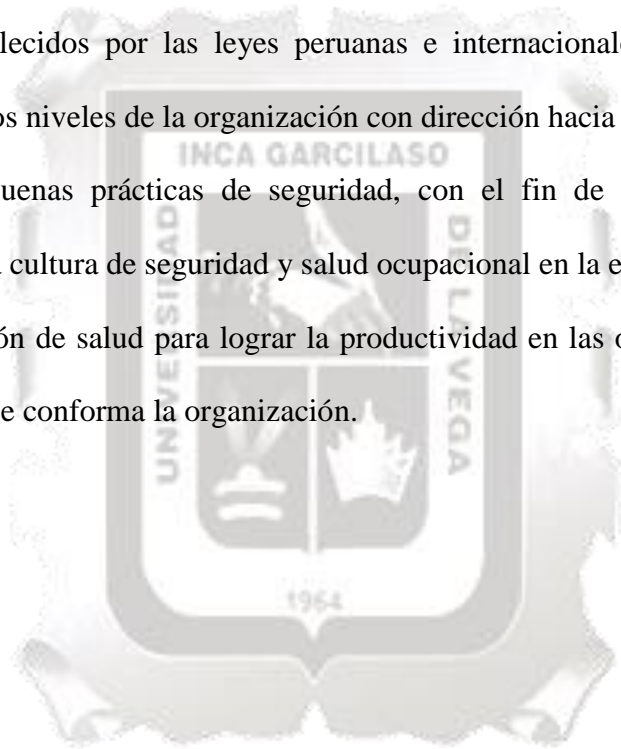 lecidos por las leyes peruanas e internacionale
os niveles de la organización con dirección hacia
uenas prácticas de seguridad, con el fin de
cultura de seguridad y salud ocupacional en la e
ón de salud para lograr la productividad en las
e conforma la organización.
INCA GARCILASO
UNIVERSIDAD
DE LA VEGA
1964